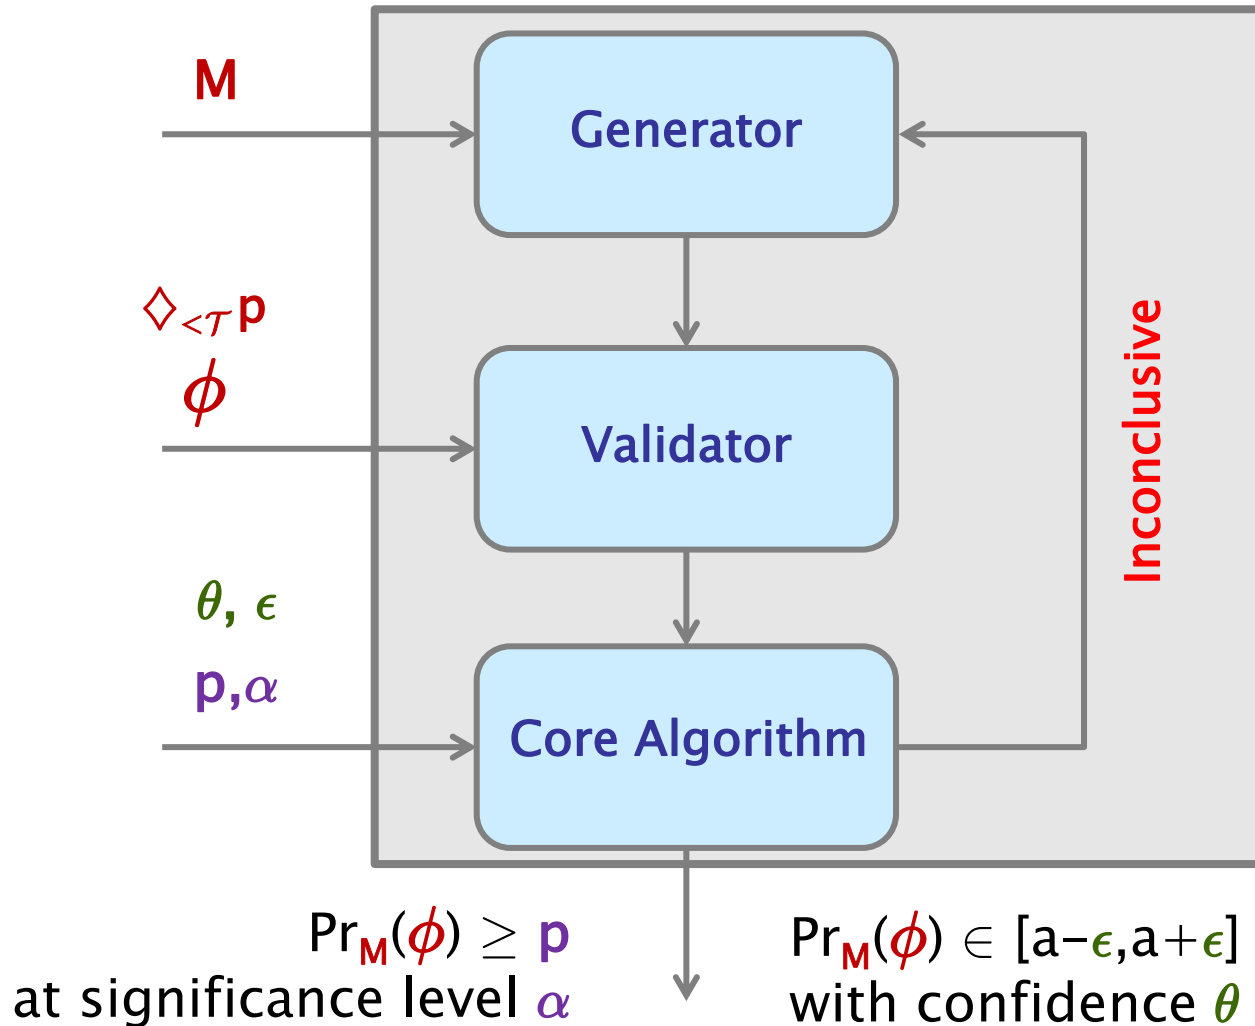 M
Generator
◇<𝒯 p
ϕ
Validator
Inconclusive
θ, ϵ
p,α
Core Algorithm
PrM(ϕ) ≥ p
at significance level α
PrM(ϕ) ∈ [a−ϵ,a+ϵ]
with confidence θ